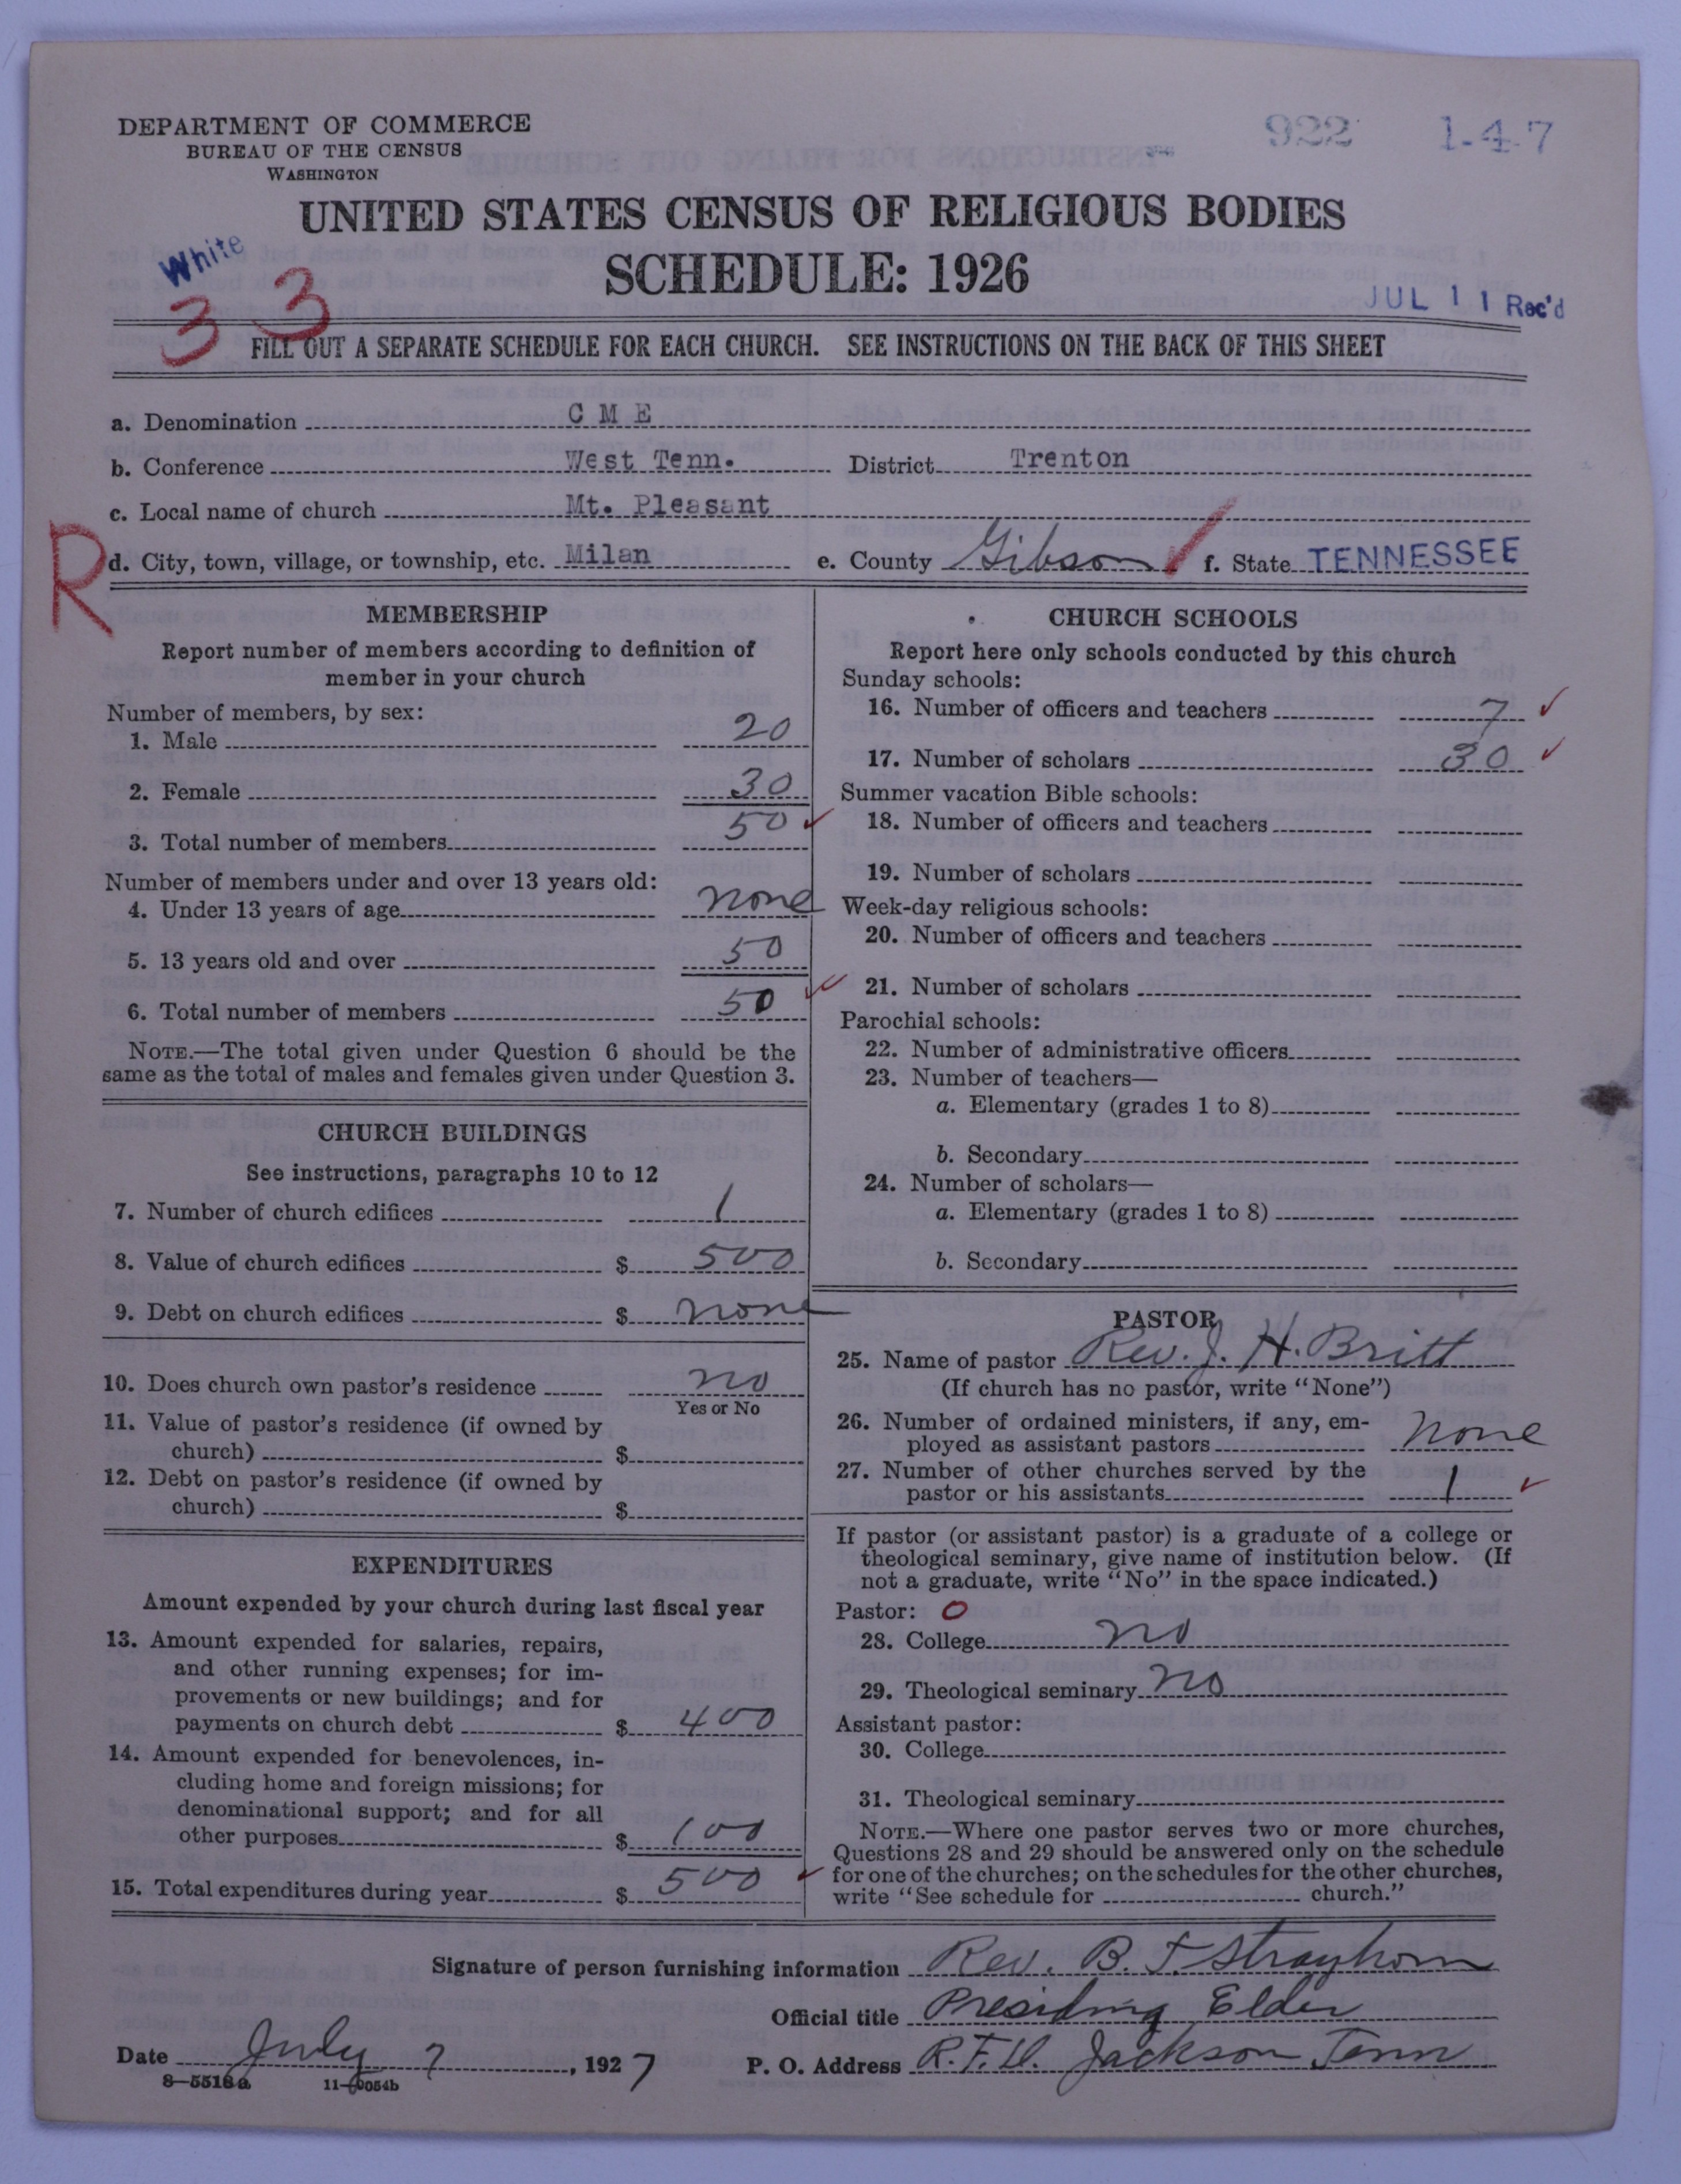 DEPARTMENT OF COMMERCE
BUREAU OF THE CENSUS
WASHINGTON
922 1-4-7
UNITED STATES CENSUS OF RELIGIOUS BODIES
SCHEDULE: 1926
White
3 3
JUL 11 Rec'd
FILL OUT A SEPARATE SCHEDULE FOR EACH CHURCH. SEE INSTRUCTIONS ON THE BACK OF THIS SHEET
a. Denomination C M E
b. Conference West Tenn. District Trenton
c. Local name of church Mt. Pleasant
R
d. City, town, village, or township, etc. Milan e. County Gibson f. State TENNESSEE
MEMBERSHIP
Report number of members according to definition of
member in your church
Number of members, by sex:
1. Male 20
2. Female 30
3. Total number of members 50
Number of members under and over 13 years old:
4. Under 13 years of age none
5. 13 years old and over 50
6. Total number of members 50
NOTE.—The total given under Question 6 should be the
same as the total of males and females given under Question 3.
CHURCH BUILDINGS
See instructions, paragraphs 10 to 12
7. Number of church edifices 1
8. Value of church edifices $ 500
9. Debt on church edifices $ none
10. Does church own pastor's residence no
Yes or No
11. Value of pastor's residence (if owned by
church) $
12. Debt on pastor's residence (if owned by
church) $
EXPENDITURES
Amount expended by your church during last fiscal year
13. Amount expended for salaries, repairs,
and other running expenses; for im-
provements or new buildings; and for
payments on church debt $ 400
14. Amount expended for benevolences, in-
cluding home and foreign missions; for
denominational support; and for all
other purposes $ 100
15. Total expenditures during year $ 500
CHURCH SCHOOLS
Report here only schools conducted by this church
Sunday schools:
16. Number of officers and teachers 7
17. Number of scholars 30
Summer vacation Bible schools:
18. Number of officers and teachers
19. Number of scholars
Week-day religious schools:
20. Number of officers and teachers
21. Number of scholars
Parochial schools:
22. Number of administrative officers
23. Number of teachers—
a. Elementary (grades 1 to 8)
b. Secondary
24. Number of scholars—
a. Elementary (grades 1 to 8)
b. Secondary
PASTOR
25. Name of pastor Rev. J. H. Britt
(If church has no pastor, write "None")
26. Number of ordained ministers, if any, em-
ployed as assistant pastors None
27. Number of other churches served by the
pastor or his assistants 1
If pastor (or assistant pastor) is a graduate of a college or
theological seminary, give name of institution below. (If
not a graduate, write "No" in the space indicated.)
Pastor: O
28. College no
29. Theological seminary no
Assistant pastor:
30. College
31. Theological seminary
NOTE.—Where one pastor serves two or more churches,
Questions 28 and 29 should be answered only on the schedule
for one of the churches; on the schedules for the other churches,
write "See schedule for church."
Signature of person furnishing information Rev. B. T. Strayhorn
Official title Presiding Elder
Date July 7, 1927 P. O. Address R.F.D. Jackson Tenn
8—5518a 11—9054b